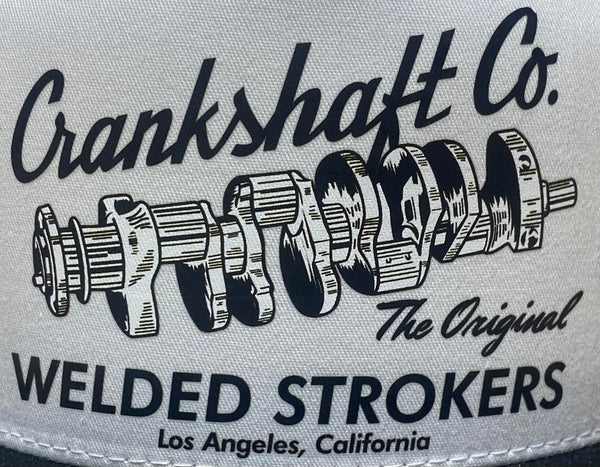 Crankshaft Co.
The Original
WELDED STROKERS
Los Angeles, California